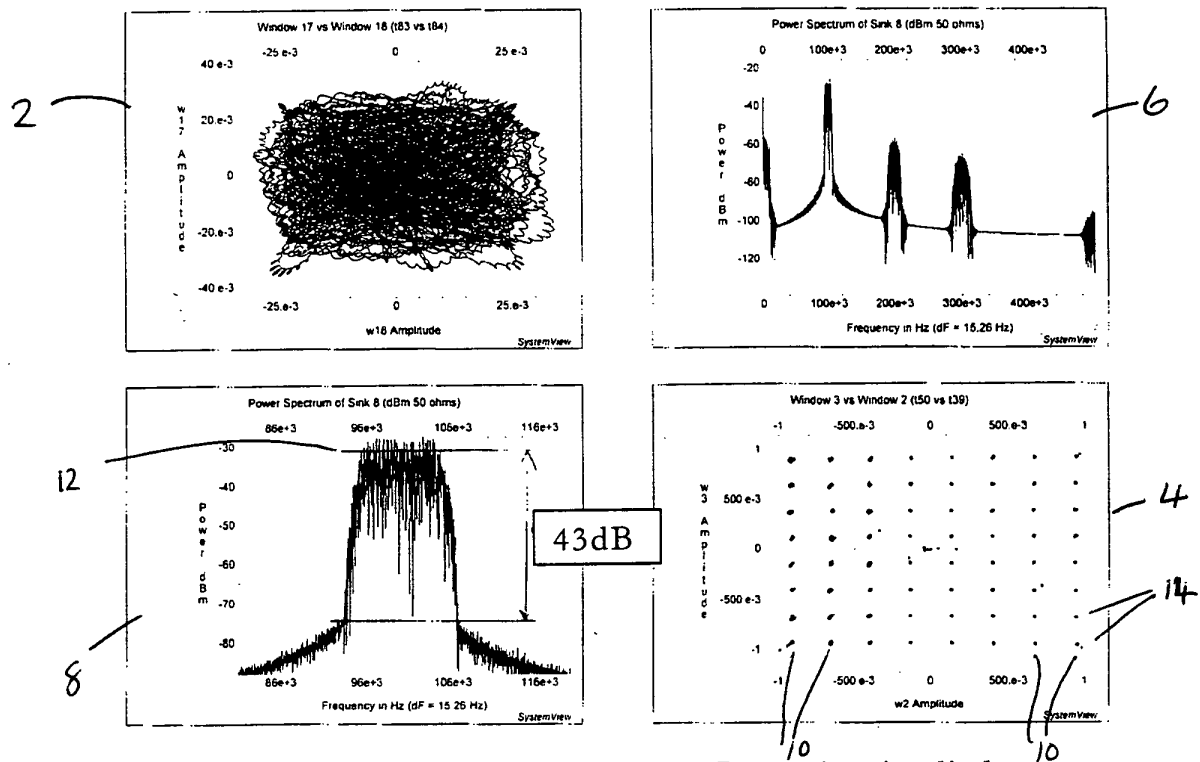 Window 17 vs Window 18 (t83 vs t84)
-25 e-3 0 25 e-3
40 e-3
20.e-3
0
-20.e-3
-40 e-3
w17 Amplitude
-25.e-3 0 25.e-3
w18 Amplitude
SystemView
2
Power Spectrum of Sink 8 (dBm 50 ohms)
0 100e+3 200e+3 300e+3 400e+3
-20
-40
-60
-80
-100
-120
Power dBm
0 100e+3 200e+3 300e+3 400e+3
Frequency in Hz (dF = 15.26 Hz)
SystemView
6
Power Spectrum of Sink 8 (dBm 50 ohms)
86e+3 96e+3 106e+3 116e+3
-30
-40
-50
-60
-70
-80
Power dBm
43dB
86e+3 96e+3 106e+3 116e+3
Frequency in Hz (dF = 15.26 Hz)
SystemView
12
8
Window 3 vs Window 2 (t50 vs t39)
-1 -500.e-3 0 500.e-3 1
1
500 e-3
0
-500 e-3
-1
w3 Amplitude
-1 -500.e-3 0 500.e-3 1
w2 Amplitude
SystemView
4
14
10
10